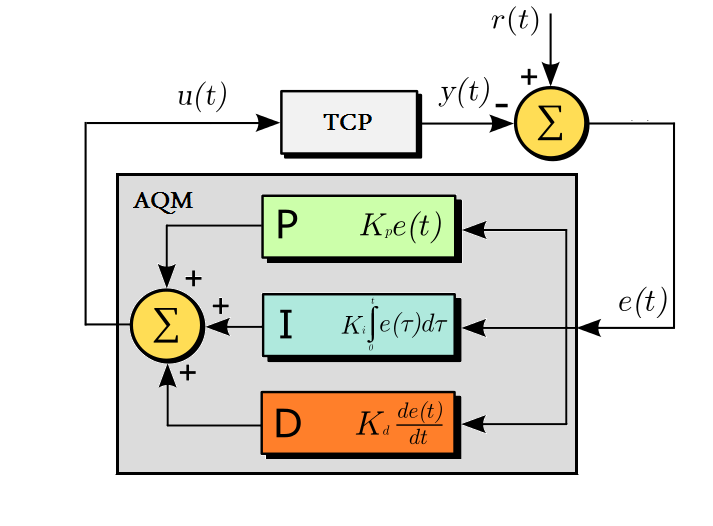 r(t)
+
u(t)
TCP
y(t)
-
Σ
AQM
P K_p e(t)
+
Σ
+
I K_i ∫_0^t e(τ)dτ
e(t)
+
D K_d de(t)/dt